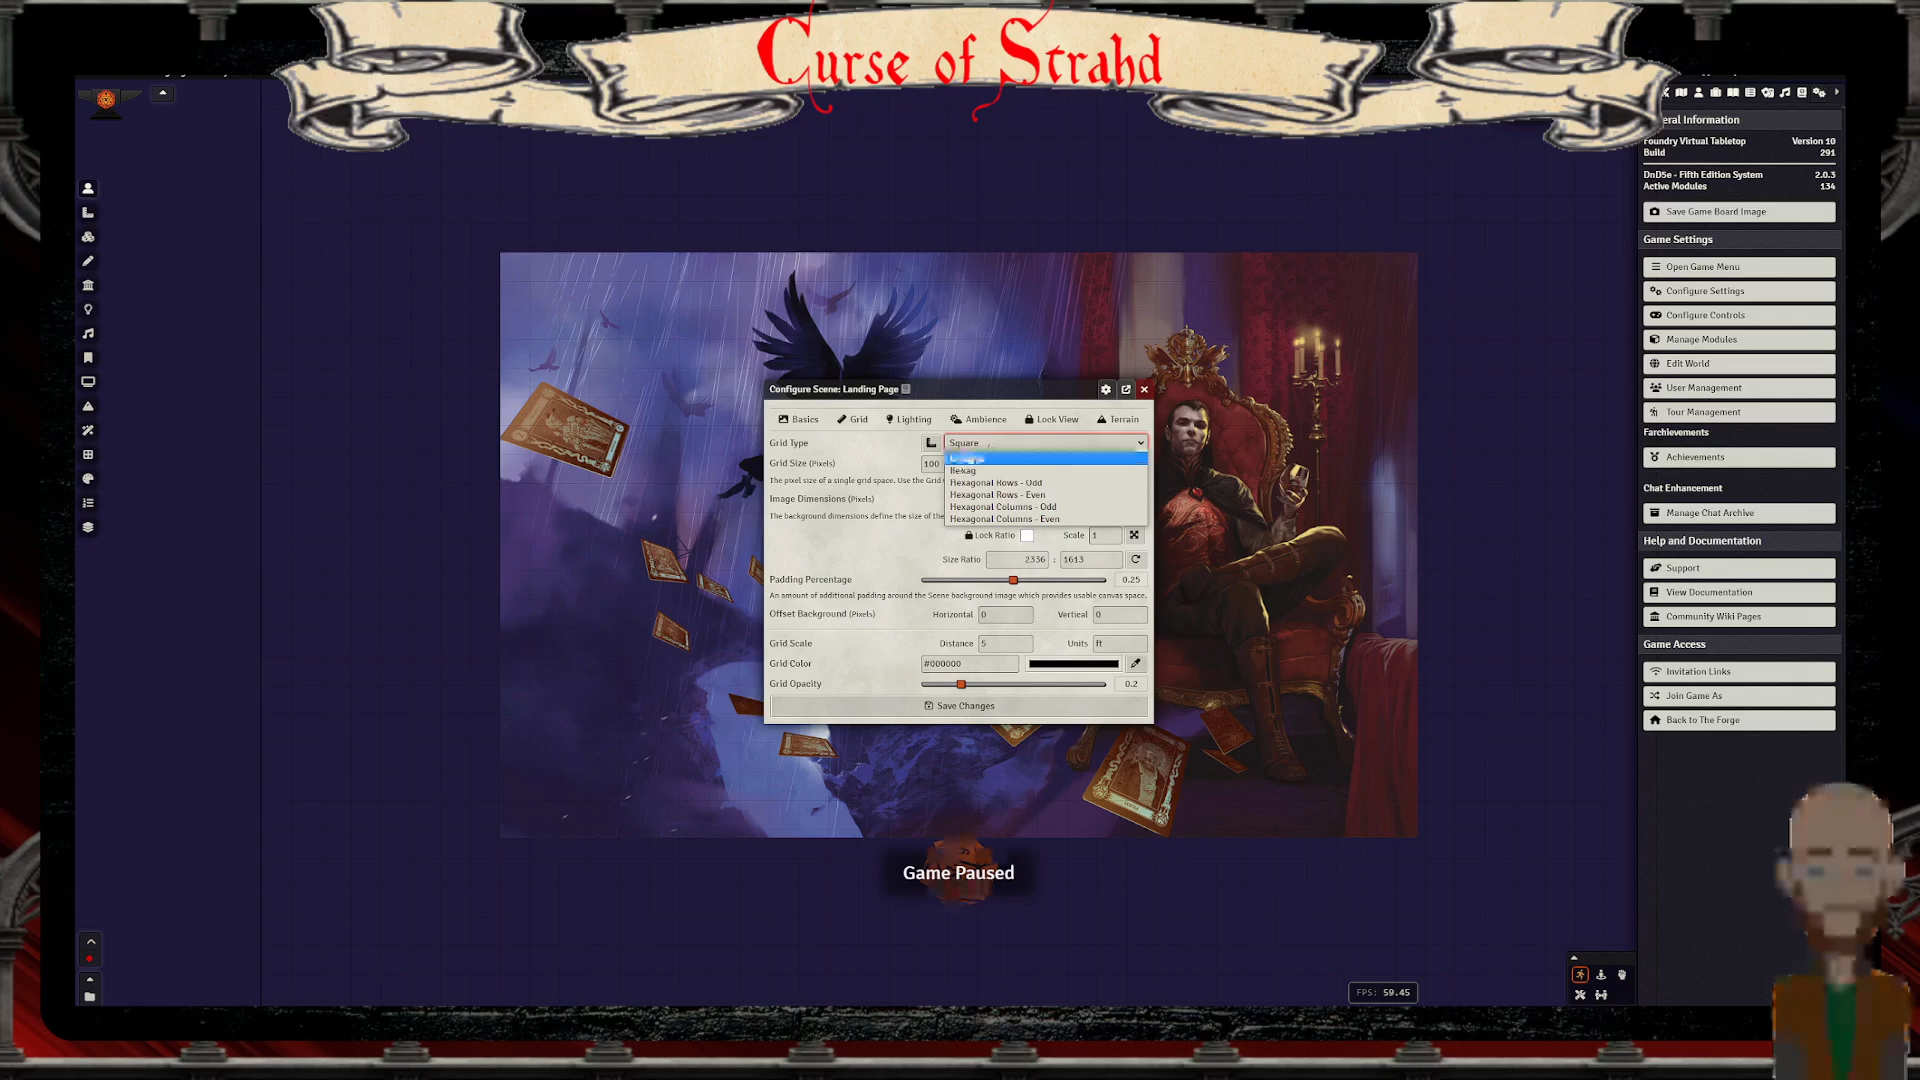 Curse of Strahd
eral Information
Foundry Virtual Tabletop Version 10
Build 291
DnD5e - Fifth Edition System 2.0.3
Active Modules 134
Save Game Board Image
Game Settings
Open Game Menu
Configure Settings
Configure Controls
Manage Modules
Edit World
User Management
Tour Management
Farchievements
Achievements
Chat Enhancement
Manage Chat Archive
Help and Documentation
Support
View Documentation
Community Wiki Pages
Game Access
Invitation Links
Join Game As
Back to The Forge
Configure Scene: Landing Page
Basics Grid Lighting Ambience Lock View Terrain
Grid Type Square
Grid Size (Pixels) 100
Hexag
The pixel size of a single grid space. Use the Grid
Hexagonal Rows - Odd
Hexagonal Rows - Even
Image Dimensions (Pixels)
Hexagonal Columns - Odd
The background dimensions define the size of the
Hexagonal Columns - Even
Lock Ratio Scale 1
Size Ratio 2336 : 1613
Padding Percentage 0.25
An amount of additional padding around the Scene background image which provides usable canvas space.
Offset Background (Pixels) Horizontal 0 Vertical 0
Grid Scale Distance 5 Units ft
Grid Color #000000
Grid Opacity 0.2
Save Changes
Game Paused
FPS: 59.45